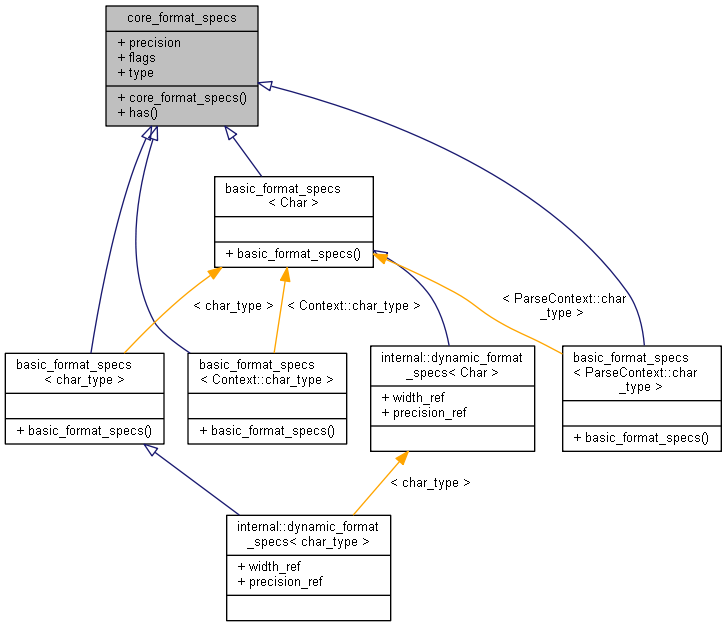 core_format_specs
+ precision
+ flags
+ type
+ core_format_specs()
+ has()
basic_format_specs
< Char >
+ basic_format_specs()
< char_type >
< Context::char_type >
< ParseContext::char
_type >
basic_format_specs
< char_type >
+ basic_format_specs()
basic_format_specs
< Context::char_type >
+ basic_format_specs()
internal::dynamic_format
_specs< Char >
+ width_ref
+ precision_ref
basic_format_specs
< ParseContext::char
_type >
+ basic_format_specs()
< char_type >
internal::dynamic_format
_specs< char_type >
+ width_ref
+ precision_ref